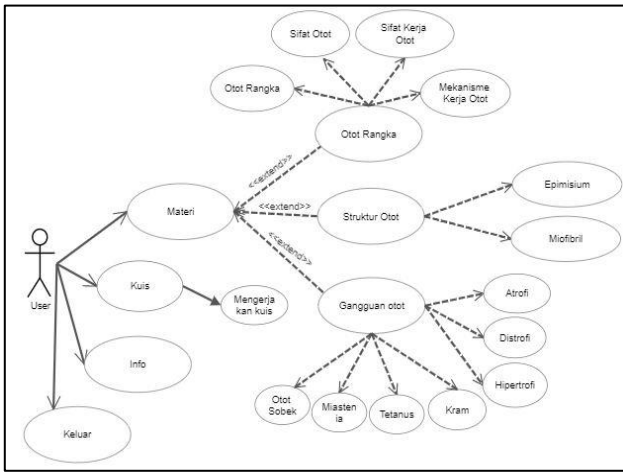 Sifat Otot
Sifat Kerja
Otot
Otot Rangka
Mekanisme
Kerja Otot
Otot Rangka
<<extend>>
Materi
<<extend>>
Struktur Otot
Epimisium
Miofibril
<<extend>>
User
Kuis
Mengerja
kan kuis
Gangguan otot
Atrofi
Distrofi
Hipertrofi
Info
Otot
Sobek
Miasten
ia
Tetanus
Kram
Keluar